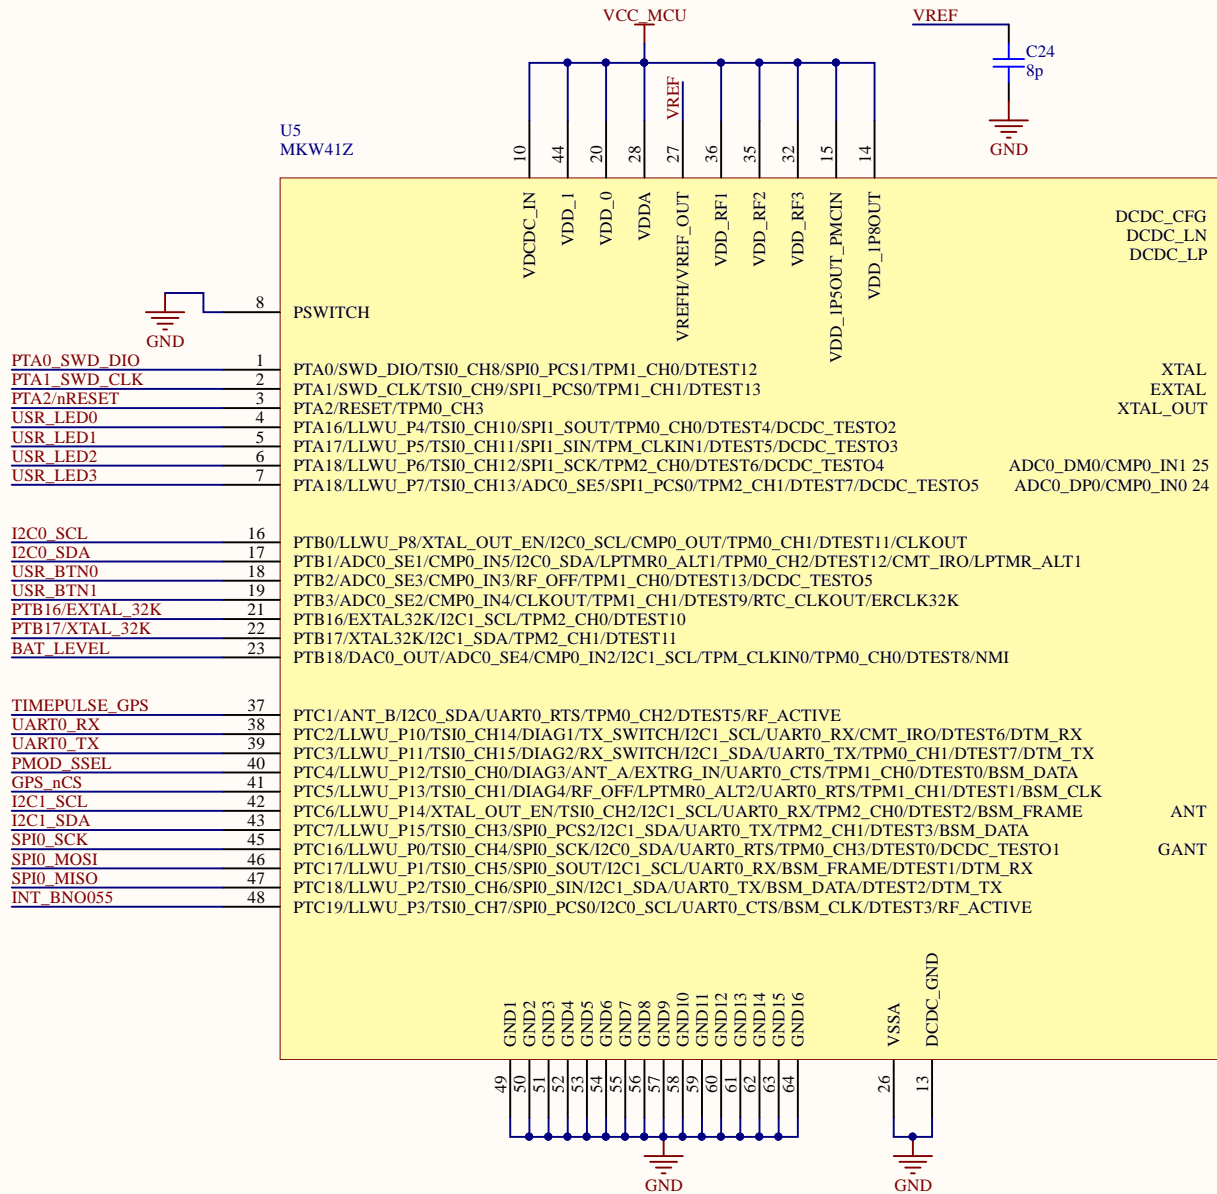 VCC_MCU
VREF
C24
8p
GND
U5
MKW41Z
10
44
20
28
VREF
27
36
35
32
15
14
VDCDC_IN
VDD_1
VDD_0
VDDA
VREFH/VREF_OUT
VDD_RF1
VDD_RF2
VDD_RF3
VDD_1P5OUT_PMCIN
VDD_1P8OUT
DCDC_CFG
DCDC_LN
DCDC_LP
GND
8 PSWITCH
PTA0_SWD_DIO 1 PTA0/SWD_DIO/TSI0_CH8/SPI0_PCS1/TPM1_CH0/DTEST12 XTAL
PTA1_SWD_CLK 2 PTA1/SWD_CLK/TSI0_CH9/SPI1_PCS0/TPM1_CH1/DTEST13 EXTAL
PTA2/nRESET 3 PTA2/RESET/TPM0_CH3 XTAL_OUT
USR_LED0 4 PTA16/LLWU_P4/TSI0_CH10/SPI1_SOUT/TPM0_CH0/DTEST4/DCDC_TESTO2
USR_LED1 5 PTA17/LLWU_P5/TSI0_CH11/SPI1_SIN/TPM_CLKIN1/DTEST5/DCDC_TESTO3
USR_LED2 6 PTA18/LLWU_P6/TSI0_CH12/SPI1_SCK/TPM2_CH0/DTEST6/DCDC_TESTO4 ADC0_DM0/CMP0_IN1 25
USR_LED3 7 PTA18/LLWU_P7/TSI0_CH13/ADC0_SE5/SPI1_PCS0/TPM2_CH1/DTEST7/DCDC_TESTO5 ADC0_DP0/CMP0_IN0 24
I2C0_SCL 16 PTB0/LLWU_P8/XTAL_OUT_EN/I2C0_SCL/CMP0_OUT/TPM0_CH1/DTEST11/CLKOUT
I2C0_SDA 17 PTB1/ADC0_SE1/CMP0_IN5/I2C0_SDA/LPTMR0_ALT1/TPM0_CH2/DTEST12/CMT_IRO/LPTMR_ALT1
USR_BTN0 18 PTB2/ADC0_SE3/CMP0_IN3/RF_OFF/TPM1_CH0/DTEST13/DCDC_TESTO5
USR_BTN1 19 PTB3/ADC0_SE2/CMP0_IN4/CLKOUT/TPM1_CH1/DTEST9/RTC_CLKOUT/ERCLK32K
PTB16/EXTAL_32K 21 PTB16/EXTAL32K/I2C1_SCL/TPM2_CH0/DTEST10
PTB17/XTAL_32K 22 PTB17/XTAL32K/I2C1_SDA/TPM2_CH1/DTEST11
BAT_LEVEL 23 PTB18/DAC0_OUT/ADC0_SE4/CMP0_IN2/I2C1_SCL/TPM_CLKIN0/TPM0_CH0/DTEST8/NMI
TIMEPULSE_GPS 37 PTC1/ANT_B/I2C0_SDA/UART0_RTS/TPM0_CH2/DTEST5/RF_ACTIVE
UART0_RX 38 PTC2/LLWU_P10/TSI0_CH14/DIAG1/TX_SWITCH/I2C1_SCL/UART0_RX/CMT_IRO/DTEST6/DTM_RX
UART0_TX 39 PTC3/LLWU_P11/TSI0_CH15/DIAG2/RX_SWITCH/I2C1_SDA/UART0_TX/TPM0_CH1/DTEST7/DTM_TX
PMOD_SSEL 40 PTC4/LLWU_P12/TSI0_CH0/DIAG3/ANT_A/EXTRG_IN/UART0_CTS/TPM1_CH0/DTEST0/BSM_DATA
GPS_nCS 41 PTC5/LLWU_P13/TSI0_CH1/DIAG4/RF_OFF/LPTMR0_ALT2/UART0_RTS/TPM1_CH1/DTEST1/BSM_CLK
I2C1_SCL 42 PTC6/LLWU_P14/XTAL_OUT_EN/TSI0_CH2/I2C1_SCL/UART0_RX/TPM2_CH0/DTEST2/BSM_FRAME ANT
I2C1_SDA 43 PTC7/LLWU_P15/TSI0_CH3/SPI0_PCS2/I2C1_SDA/UART0_TX/TPM2_CH1/DTEST3/BSM_DATA
SPI0_SCK 45 PTC16/LLWU_P0/TSI0_CH4/SPI0_SCK/I2C0_SDA/UART0_RTS/TPM0_CH3/DTEST0/DCDC_TESTO1 GANT
SPI0_MOSI 46 PTC17/LLWU_P1/TSI0_CH5/SPI0_SOUT/I2C1_SCL/UART0_RX/BSM_FRAME/DTEST1/DTM_RX
SPI0_MISO 47 PTC18/LLWU_P2/TSI0_CH6/SPI0_SIN/I2C1_SDA/UART0_TX/BSM_DATA/DTEST2/DTM_TX
INT_BNO055 48 PTC19/LLWU_P3/TSI0_CH7/SPI0_PCS0/I2C0_SCL/UART0_CTS/BSM_CLK/DTEST3/RF_ACTIVE
GND1
GND2
GND3
GND4
GND5
GND6
GND7
GND8
GND9
GND10
GND11
GND12
GND13
GND14
GND15
GND16
VSSA
DCDC_GND
49
50
51
52
53
54
55
56
57
58
59
60
61
62
63
64
26
13
GND
GND